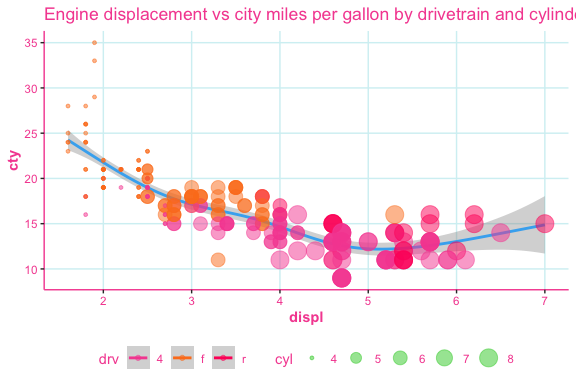 Engine displacement vs city miles per gallon by drivetrain and cylinde
35
30
25
20
15
10
cty
2 3 4 5 6 7
displ
drv 4 f r cyl 4 5 6 7 8